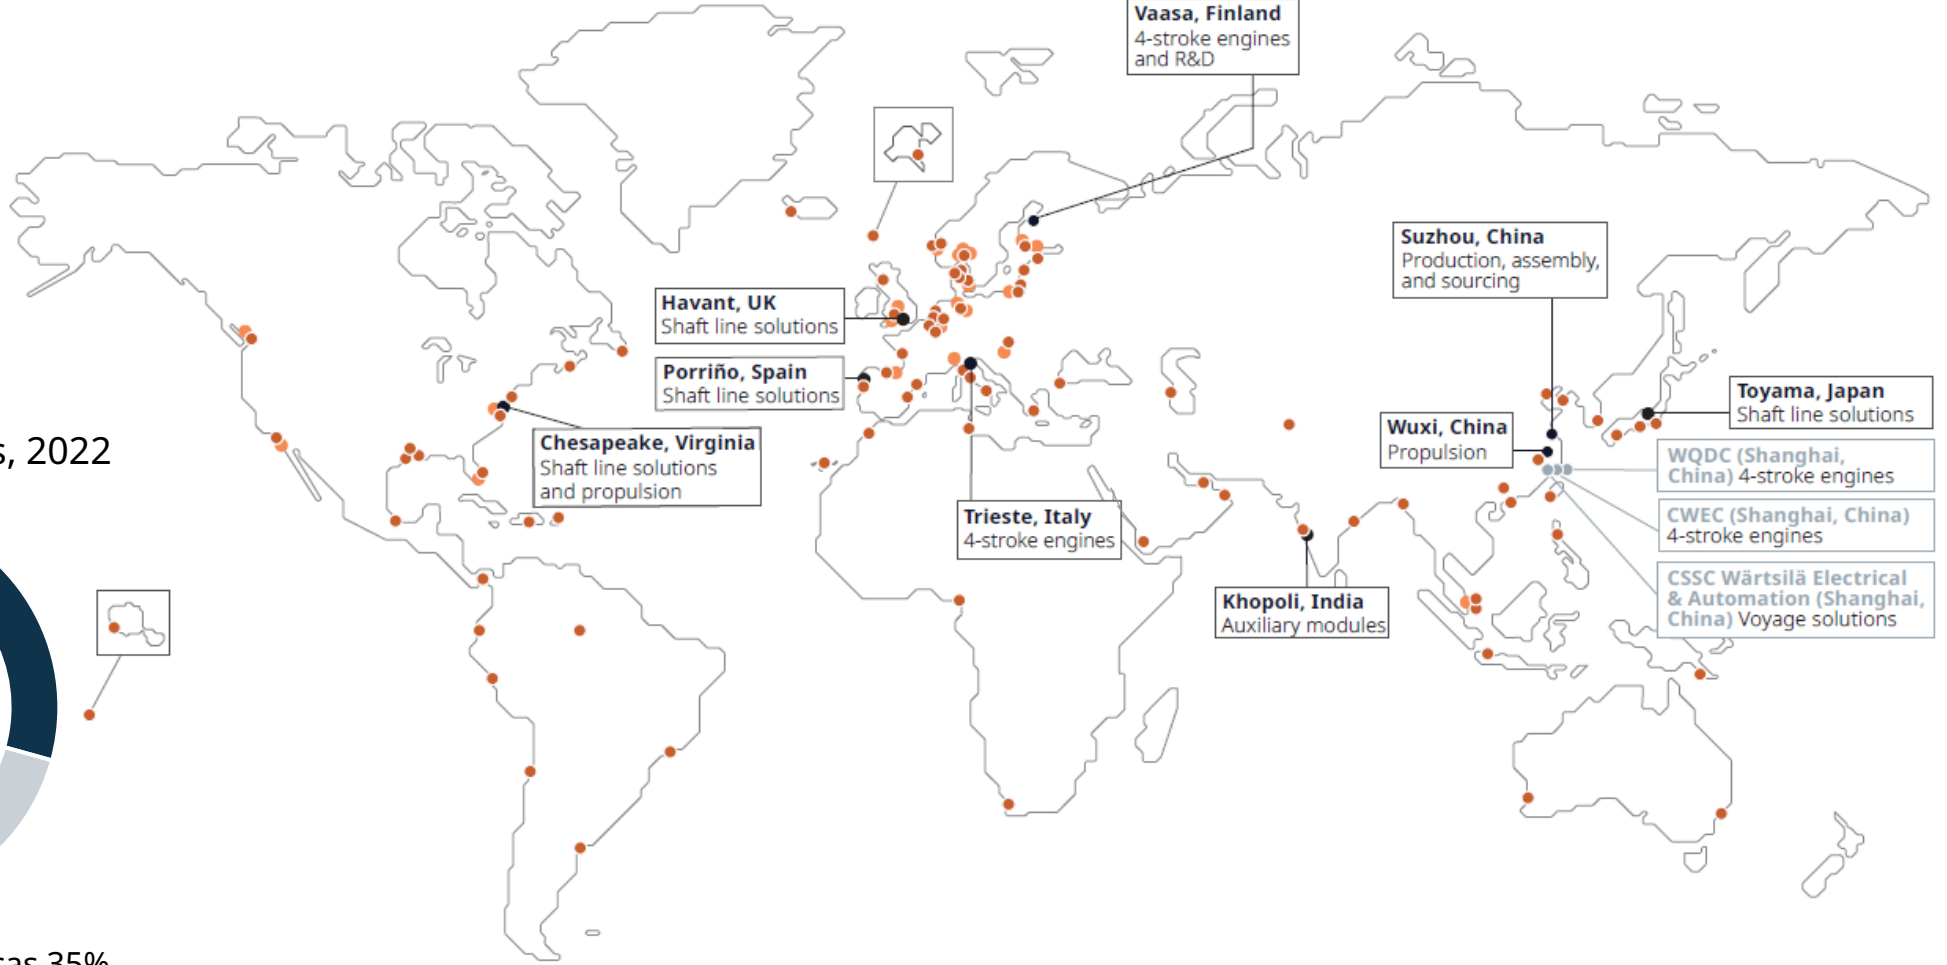 Vaasa, Finland
4-stroke engines
and R&D
Suzhou, China
Production, assembly,
and sourcing
Havant, UK
Shaft line solutions
Porriño, Spain
Shaft line solutions
Toyama, Japan
Shaft line solutions
Wuxi, China
Propulsion
, 2022
Chesapeake, Virginia
Shaft line solutions
and propulsion
WQDC (Shanghai,
China) 4-stroke engines
Trieste, Italy
4-stroke engines
CWEC (Shanghai, China)
4-stroke engines
CSSC Wärtsilä Electrical
& Automation (Shanghai,
China) Voyage solutions
Khopoli, India
Auxiliary modules
35%